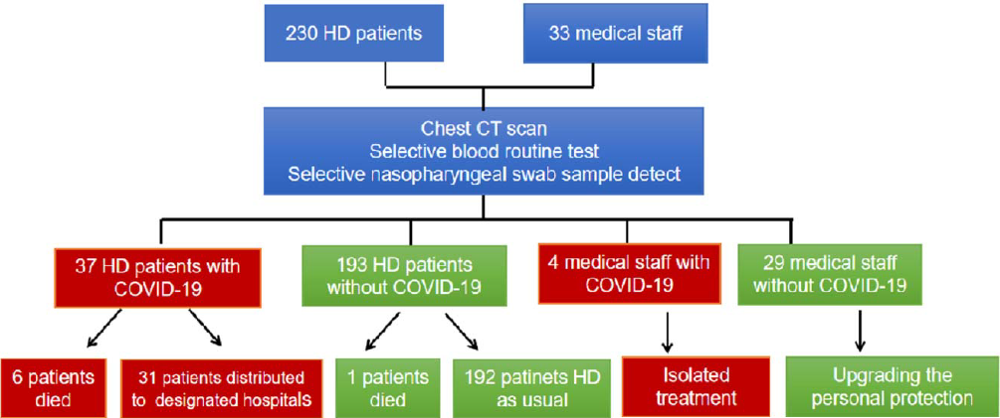 230 HD patients
33 medical staff
Chest CT scan
Selective blood routine test
Selective nasopharyngeal swab sample detect
37 HD patients with
COVID-19
193 HD patients
without COVID-19
4 medical staff with
COVID-19
29 medical staff
without COVID-19
6 patients
died
31 patients distributed
to designated hospitals
1 patients
died
192 patinets HD
as usual
Isolated
treatment
Upgrading the
personal protection